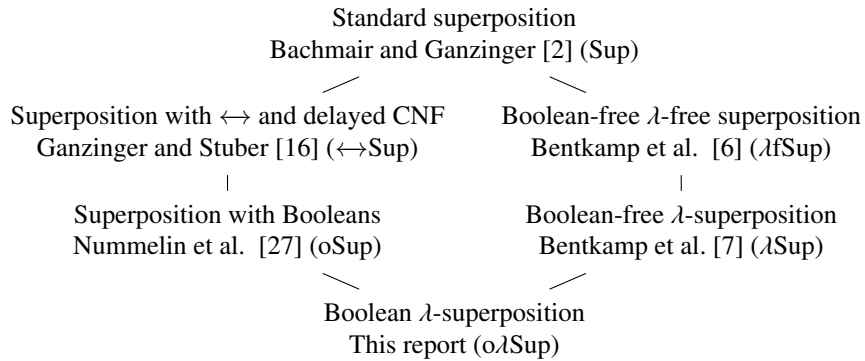 Standard superposition
Bachmair and Ganzinger [2] (Sup)
Superposition with ↔ and delayed CNF
Ganzinger and Stuber [16] (↔Sup)
Boolean-free λ-free superposition
Bentkamp et al. [6] (λfSup)
Superposition with Booleans
Nummelin et al. [27] (oSup)
Boolean-free λ-superposition
Bentkamp et al. [7] (λSup)
Boolean λ-superposition
This report (oλSup)